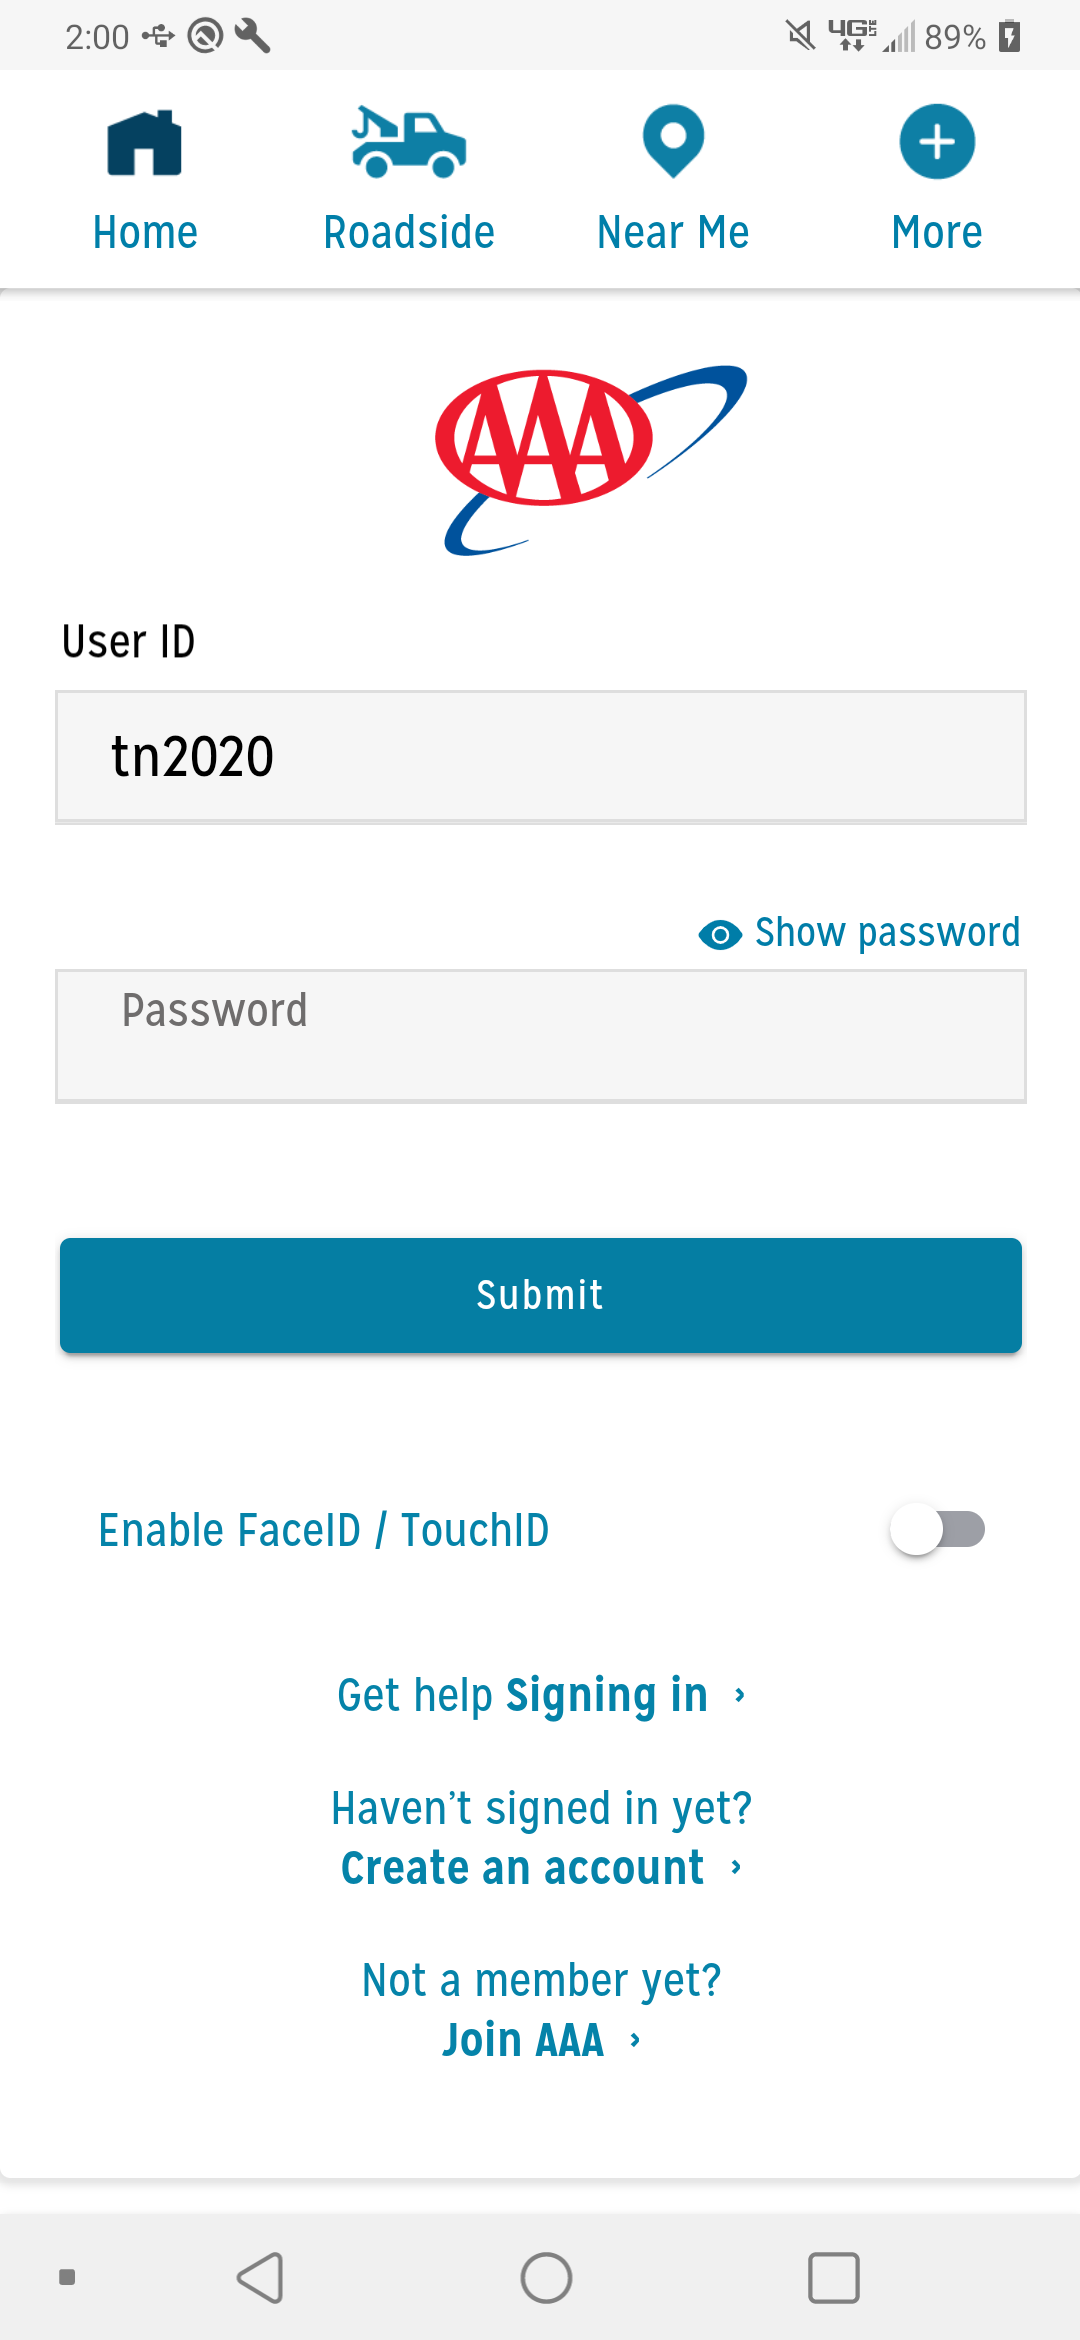 2:00 4G LTE 89%
Home Roadside Near Me More
AAA
User ID
tn2020
Show password
Password
Submit
Enable FaceID / TouchID
Get help Signing in ›
Haven’t signed in yet?
Create an account ›
Not a member yet?
Join AAA ›